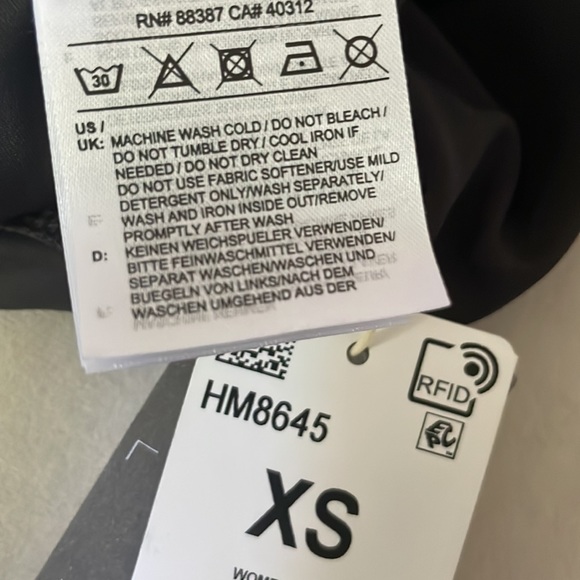 RN# 88387 CA# 40312
30
US / UK: MACHINE WASH COLD / DO NOT BLEACH /
DO NOT TUMBLE DRY / COOL IRON IF
NEEDED / DO NOT DRY CLEAN
DO NOT USE FABRIC SOFTENER/USE MILD
DETERGENT ONLY/WASH SEPARATELY/
WASH AND IRON INSIDE OUT/REMOVE
PROMPTLY AFTER WASH
D: KEINEN WEICHSPUELER VERWENDEN/
BITTE FEINWASCHMITTEL VERWENDEN/
SEPARAT WASCHEN/WASCHEN UND
BUEGELN VON LINKS/NACH DEM
WASCHEN UMGEHEND AUS DER
RFID
HM8645
EPC
XS